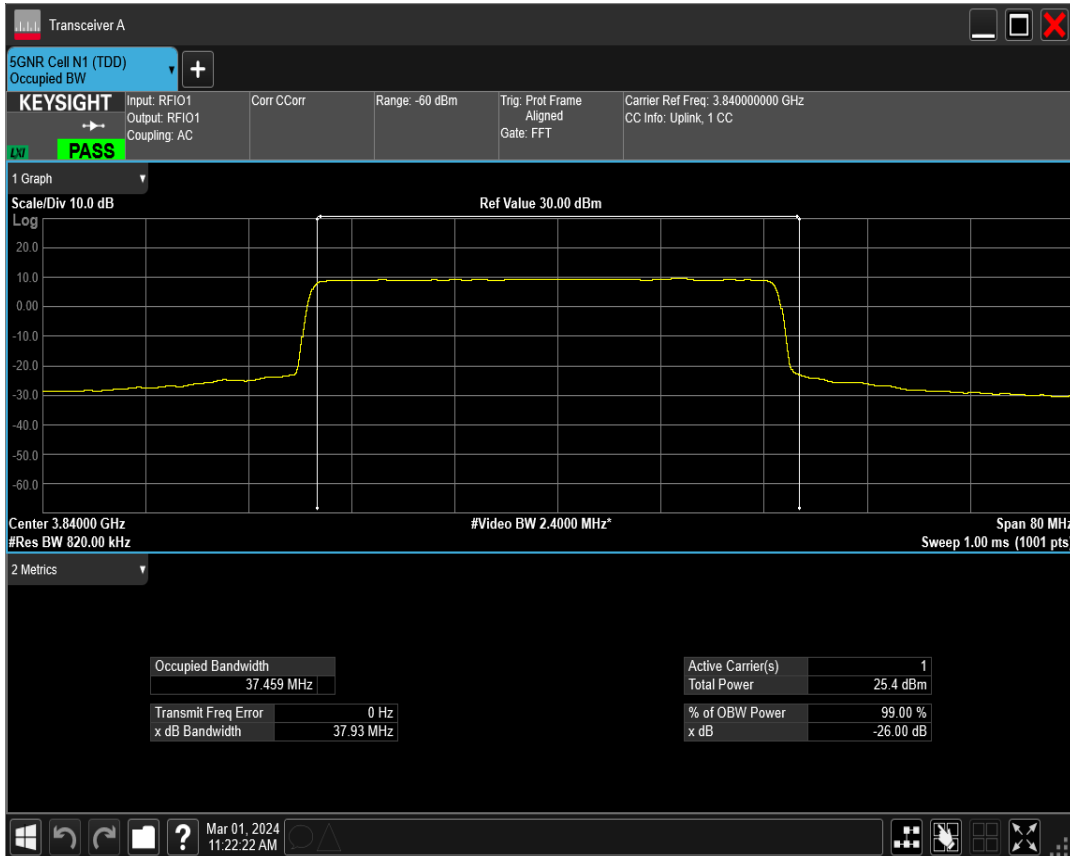 Transceiver A
5GNR Cell N1 (TDD)
Occupied BW
+
KEYSIGHT
LXI
PASS
Input: RFIO1
Output: RFIO1
Coupling: AC
Corr CCorr
Range: -60 dBm
Trig: Prot Frame
Aligned
Gate: FFT
Carrier Ref Freq: 3.840000000 GHz
CC Info: Uplink, 1 CC
1 Graph
Scale/Div 10.0 dB
Ref Value 30.00 dBm
Log
20.0
10.0
0.00
-10.0
-20.0
-30.0
-40.0
-50.0
-60.0
Center 3.84000 GHz
#Video BW 2.4000 MHz*
Span 80 MHz
#Res BW 820.00 kHz
Sweep 1.00 ms (1001 pts)
2 Metrics
Occupied Bandwidth
37.459 MHz
Transmit Freq Error 0 Hz
x dB Bandwidth 37.93 MHz
Active Carrier(s) 1
Total Power 25.4 dBm
% of OBW Power 99.00 %
x dB -26.00 dB
?
Mar 01, 2024
11:22:22 AM